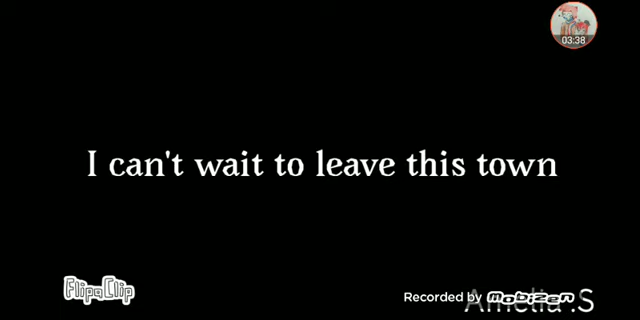 03:38
I can't wait to leave this town
FlipaClip
Recorded by Mobizen
Amelia .S